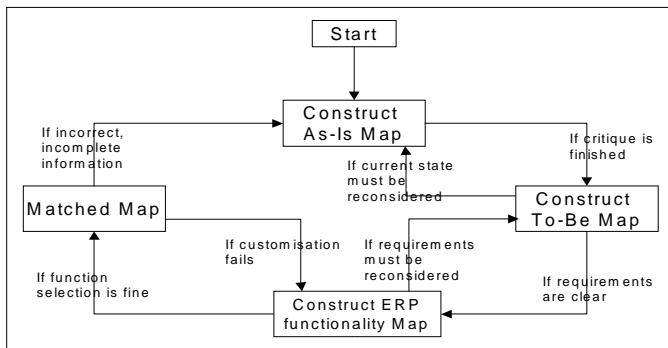 Start
Construct
As-Is Map
If incorrect,
incomplete
information
If critique is
finished
If current state
must be
reconsidered
Matched Map
Construct
To-Be Map
If customisation
fails
If requirements
must be
reconsidered
If function
selection is fine
If requirements
are clear
Construct ERP
functionality Map